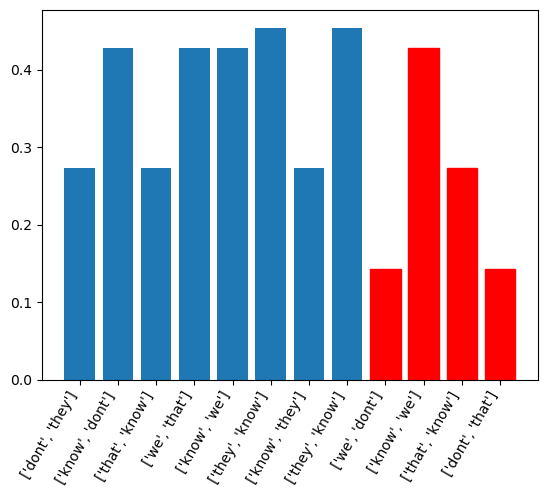 0.4
0.3
0.2
0.1
0.0
['dont', 'they']
['know', 'dont']
['that', 'know']
['we', 'that']
['know', 'we']
['they', 'know']
['know', 'they']
['they', 'know']
['we', 'dont']
['know', 'we']
['that', 'know']
['dont', 'that']